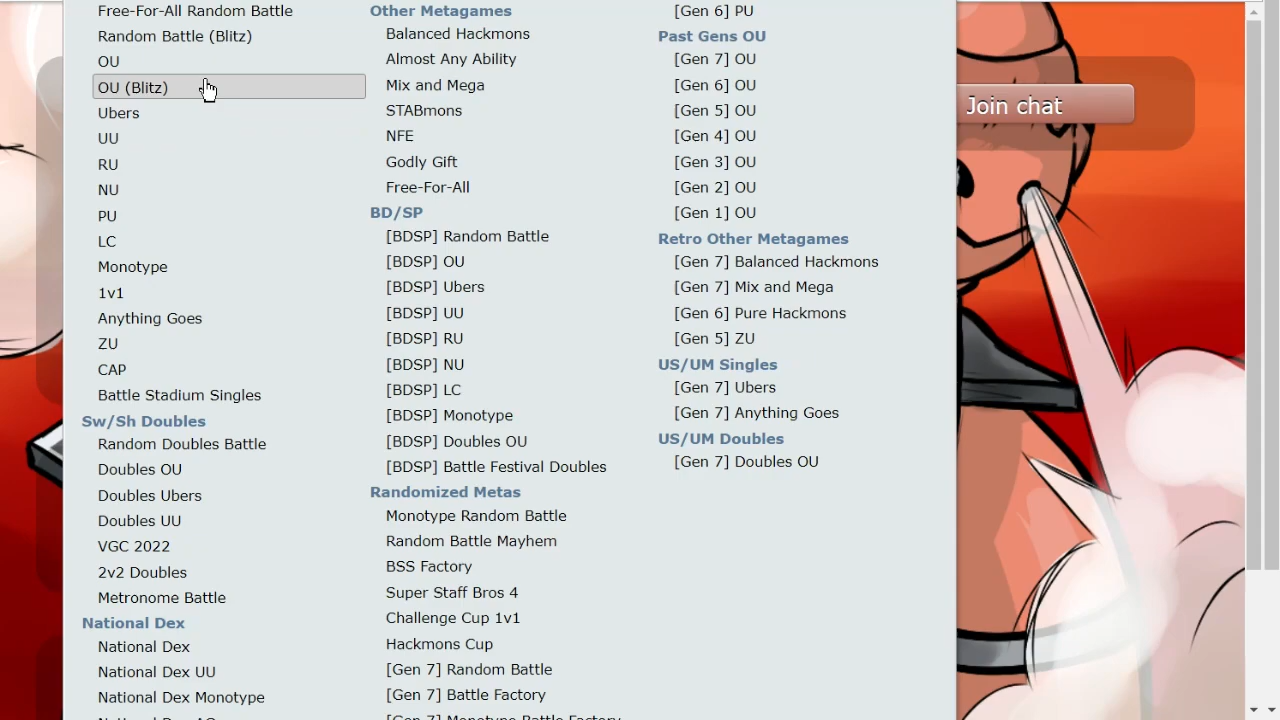 Free-For-All Random Battle
Random Battle (Blitz)
OU
OU (Blitz)
Ubers
UU
RU
NU
PU
LC
Monotype
1v1
Anything Goes
ZU
CAP
Battle Stadium Singles
Sw/Sh Doubles
Random Doubles Battle
Doubles OU
Doubles Ubers
Doubles UU
VGC 2022
2v2 Doubles
Metronome Battle
National Dex
National Dex
National Dex UU
National Dex Monotype
National Dex AG
Other Metagames
Balanced Hackmons
Almost Any Ability
Mix and Mega
STABmons
NFE
Godly Gift
Free-For-All
BD/SP
[BDSP] Random Battle
[BDSP] OU
[BDSP] Ubers
[BDSP] UU
[BDSP] RU
[BDSP] NU
[BDSP] LC
[BDSP] Monotype
[BDSP] Doubles OU
[BDSP] Battle Festival Doubles
Randomized Metas
Monotype Random Battle
Random Battle Mayhem
BSS Factory
Super Staff Bros 4
Challenge Cup 1v1
Hackmons Cup
[Gen 7] Random Battle
[Gen 7] Battle Factory
[Gen 7] Monotype Battle Factory
[Gen 6] PU
Past Gens OU
[Gen 7] OU
[Gen 6] OU
[Gen 5] OU
[Gen 4] OU
[Gen 3] OU
[Gen 2] OU
[Gen 1] OU
Retro Other Metagames
[Gen 7] Balanced Hackmons
[Gen 7] Mix and Mega
[Gen 6] Pure Hackmons
[Gen 5] ZU
US/UM Singles
[Gen 7] Ubers
[Gen 7] Anything Goes
US/UM Doubles
[Gen 7] Doubles OU
Join chat